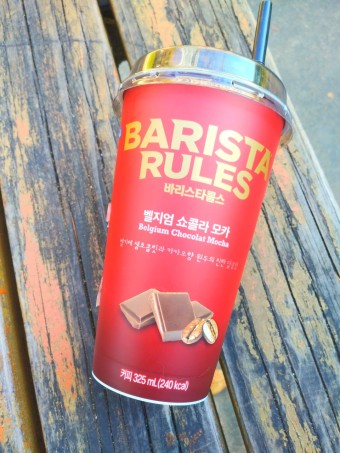 BARISTA
RULES
바리스타룰스
벨지엄 쇼콜라 모카
Belgium Chocolat Mocha
커피 325 mL (240 kcal)